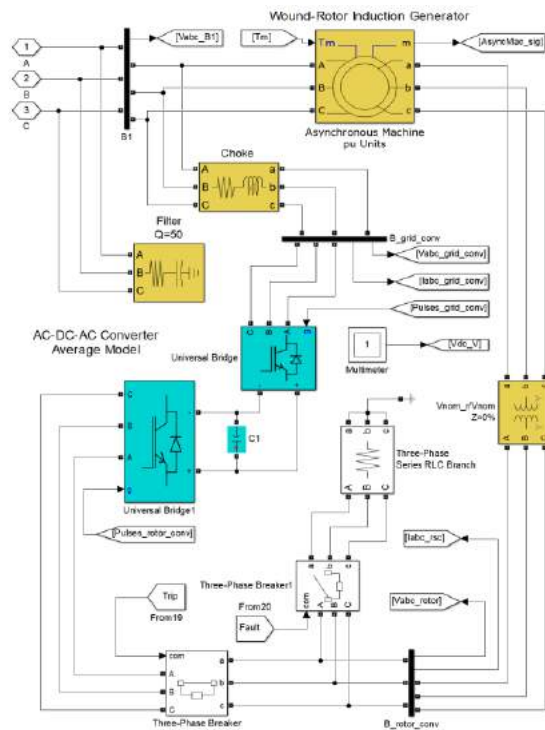 Wound-Rotor Induction Generator
1
A
2
B
3
C
[Vabc_B1]
[Tm]
[AsyncMac_sig]
Tm
m
A
a
B
b
C
c
B1
Asynchronous Machine
pu Units
Choke
A
a
B
b
C
c
Filter
Q=50
A
B
C
B_grid_conv
[Vabc_grid_conv]
[Iabc_grid_conv]
[Pulses_grid_conv]
C
B
A
g
AC-DC-AC Converter
Average Model
Universal Bridge
-
+
1
Multimeter
[Vdc_V]
a
b
c
Vnom_r/Vnom
Z=0%
A
B
C
C
B
A
g
-
+
C1
Universal Bridge1
[Pulses_rotor_conv]
a
b
c
Three-Phase
Series RLC Branch
A
B
C
a
b
c
Three-Phase Breaker1
com
A
B
C
[Iabc_rsc]
[Vabc_rotor]
Trip
From19
From20
Fault
com
A
B
C
a
b
c
Three-Phase Breaker
B_rotor_conv